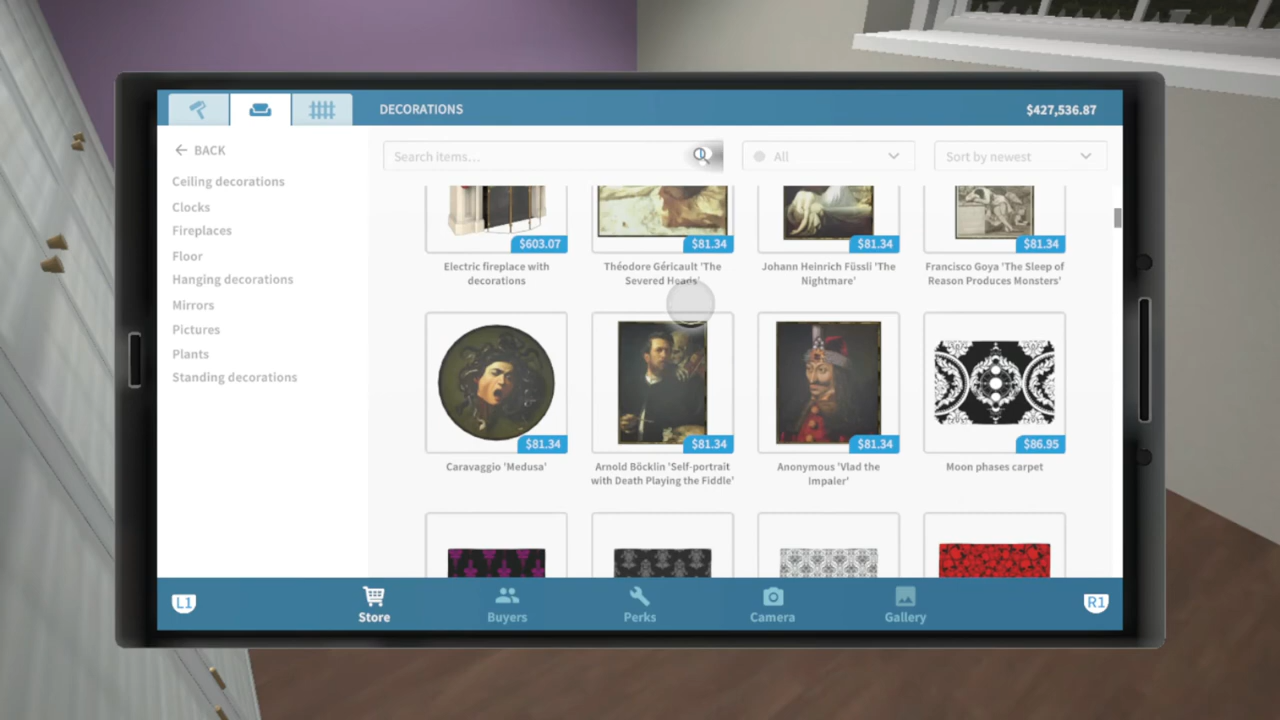 DECORATIONS
$427,536.87
BACK
Search items...
All
Sort by newest
Ceiling decorations
Clocks
Fireplaces
Floor
Hanging decorations
Mirrors
Pictures
Plants
Standing decorations
$603.07
$81.34
$81.34
$81.34
Electric fireplace with
decorations
Théodore Géricault 'The
Severed Heads'
Johann Heinrich Füssli 'The
Nightmare'
Francisco Goya 'The Sleep of
Reason Produces Monsters'
$81.34
$81.34
$81.34
$86.95
Caravaggio 'Medusa'
Arnold Böcklin 'Self-portrait
with Death Playing the Fiddle'
Anonymous 'Vlad the
Impaler'
Moon phases carpet
L1
Store
Buyers
Perks
Camera
Gallery
R1